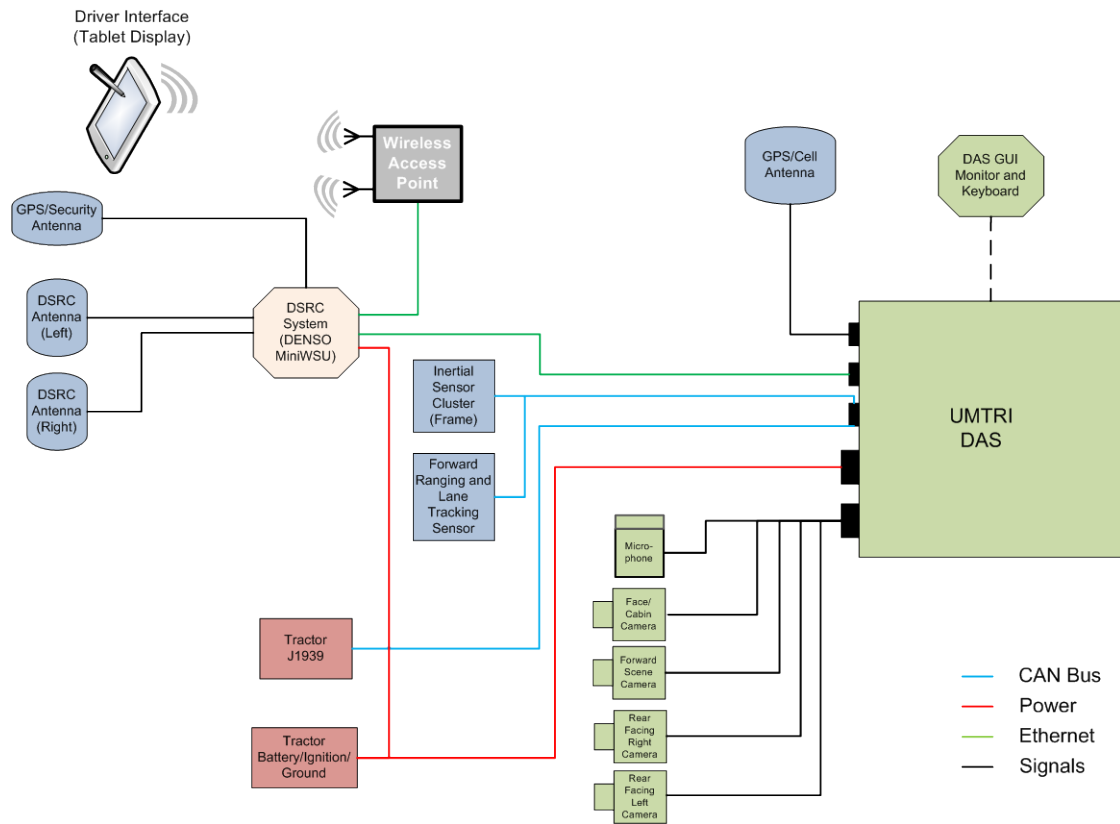 Driver Interface
(Tablet Display)
Wireless
Access
Point
GPS/Cell
Antenna
DAS GUI
Monitor and
Keyboard
GPS/Security
Antenna
DSRC
Antenna
(Left)
DSRC
System
(DENSO
MiniWSU)
DSRC
Antenna
(Right)
Inertial
Sensor
Cluster
(Frame)
UMTRI
DAS
Forward
Ranging and
Lane
Tracking
Sensor
Micro-
phone
Face/
Cabin
Camera
Tractor
J1939
Forward
Scene
Camera
Rear
Facing
Right
Camera
Tractor
Battery/Ignition/
Ground
Rear
Facing
Left
Camera
CAN Bus
Power
Ethernet
Signals